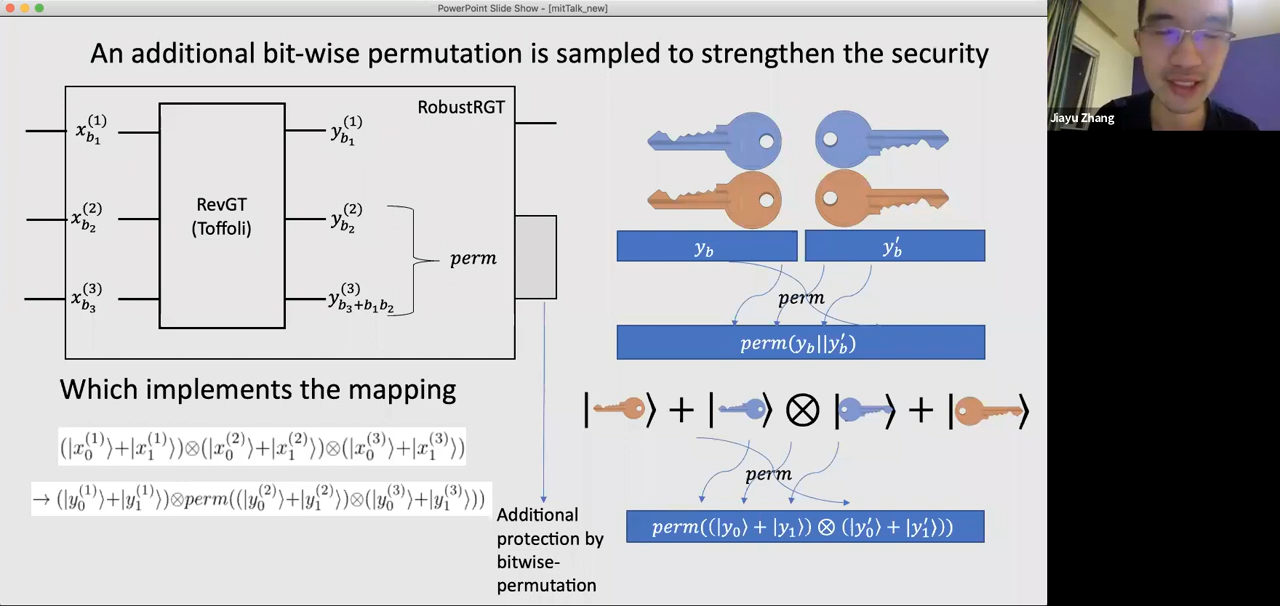 PowerPoint Slide Show - [mitTalk_new]
An additional bit-wise permutation is sampled to strengthen the security
RobustRGT
x_{b_1}^{(1)}
y_{b_1}^{(1)}
x_{b_2}^{(2)}
RevGT
(Toffoli)
y_{b_2}^{(2)}
perm
x_{b_3}^{(3)}
y_{b_3+b_1b_2}^{(3)}
Jiayu Zhang
y_b
y_b'
perm
perm(y_b||y_b')
Which implements the mapping
(|x_0^{(1)}⟩+|x_1^{(1)}⟩)⊗(|x_0^{(2)}⟩+|x_1^{(2)}⟩)⊗(|x_0^{(3)}⟩+|x_1^{(3)}⟩)
→ (|y_0^{(1)}⟩+|y_1^{(1)}⟩)⊗perm((|y_0^{(2)}⟩+|y_1^{(2)}⟩)⊗(|y_0^{(3)}⟩+|y_1^{(3)}⟩))
Additional
protection by
bitwise-
permutation
| ⟩ + | ⟩ ⊗ | ⟩ + | ⟩
perm
perm((|y_0⟩ + |y_1⟩) ⊗ (|y_0'⟩ + |y_1'⟩))